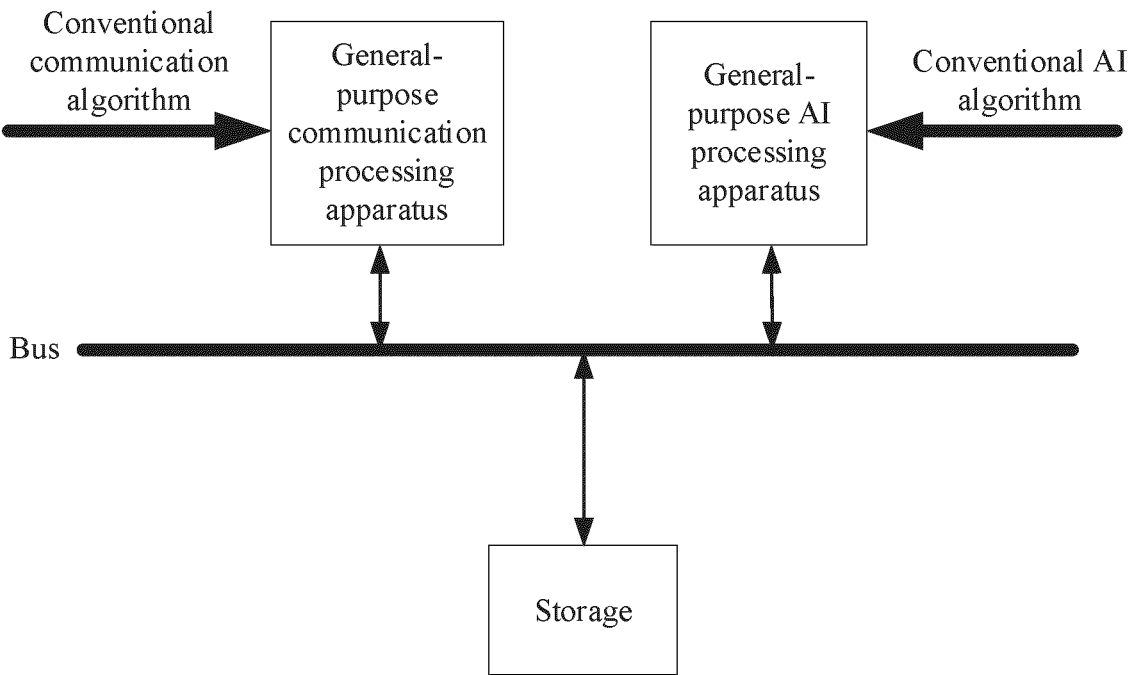 Conventional
communication
algorithm
General-
purpose
communication
processing
apparatus
General-
purpose AI
processing
apparatus
Conventional AI
algorithm
Bus
Storage